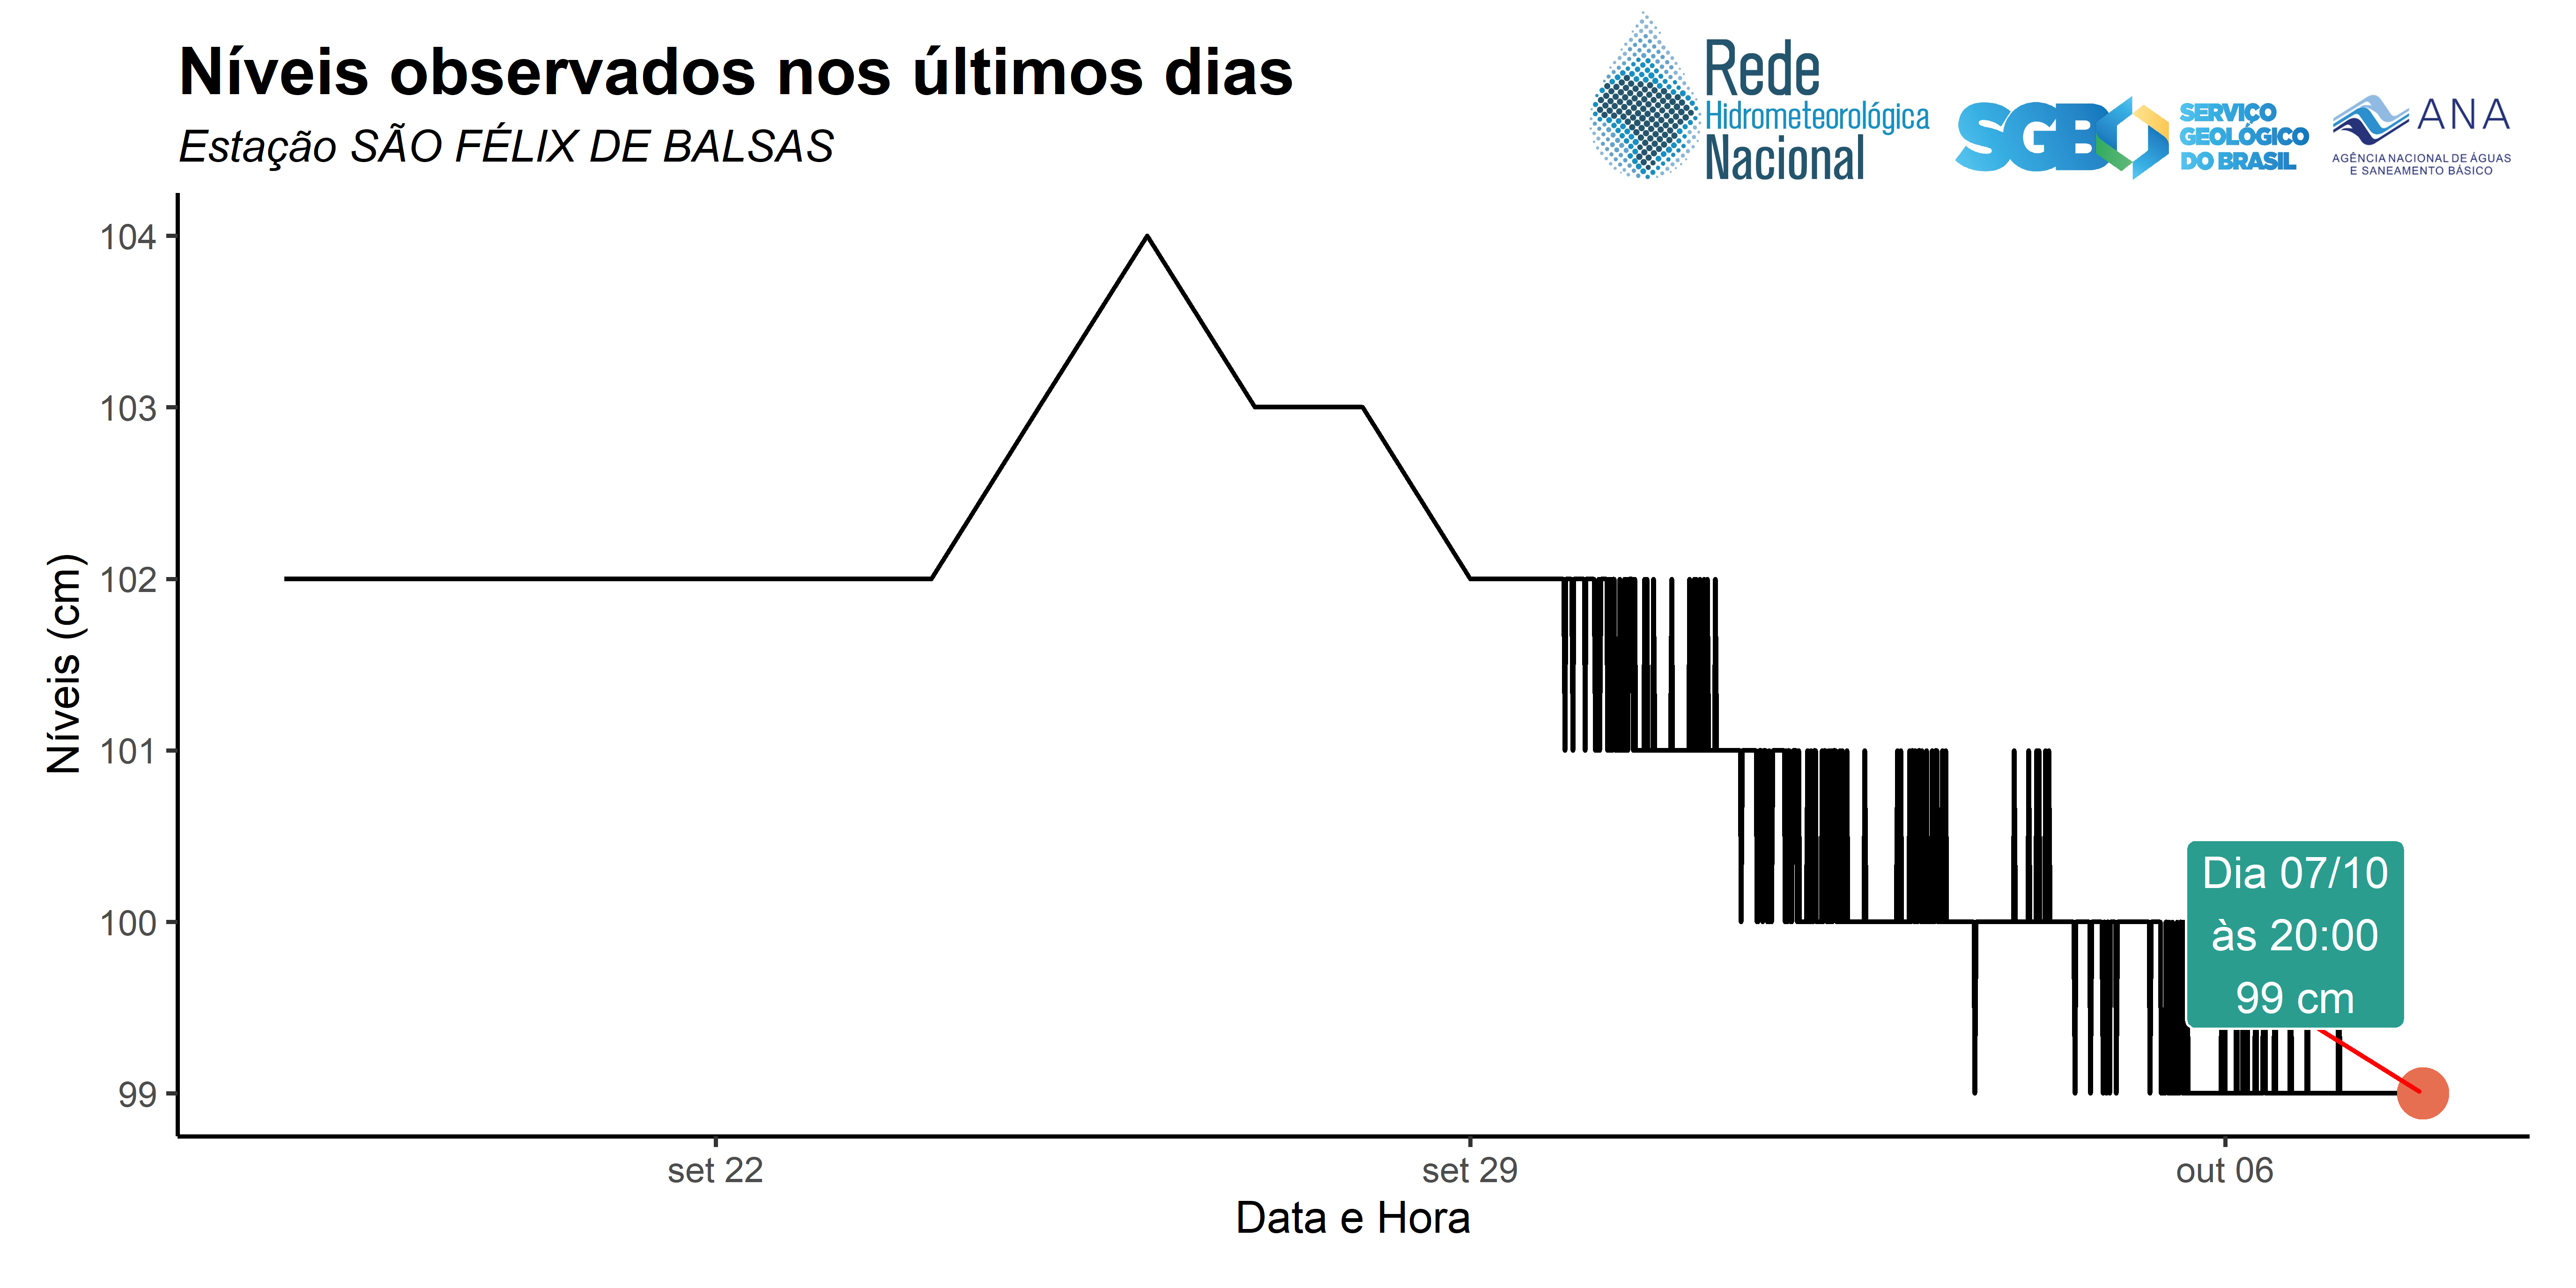 Níveis observados nos últimos dias
Estação SÃO FÉLIX DE BALSAS
Rede
Hidrometeorológica
Nacional
SGB
SERVIÇO
GEOLÓGICO
DO BRASIL
ANA
AGÊNCIA NACIONAL DE ÁGUAS
E SANEAMENTO BÁSICO
Níveis (cm)
104
103
102
101
100
99
Dia 07/10
às 20:00
99 cm
set 22
set 29
out 06
Data e Hora